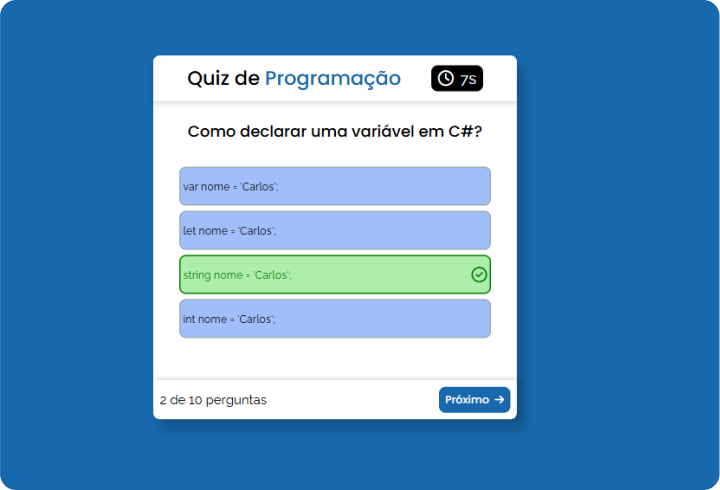 Quiz de Programação
7s
Como declarar uma variável em C#?
var nome = 'Carlos';
let nome = 'Carlos';
string nome = 'Carlos';
int nome = 'Carlos';
2 de 10 perguntas
Próximo →